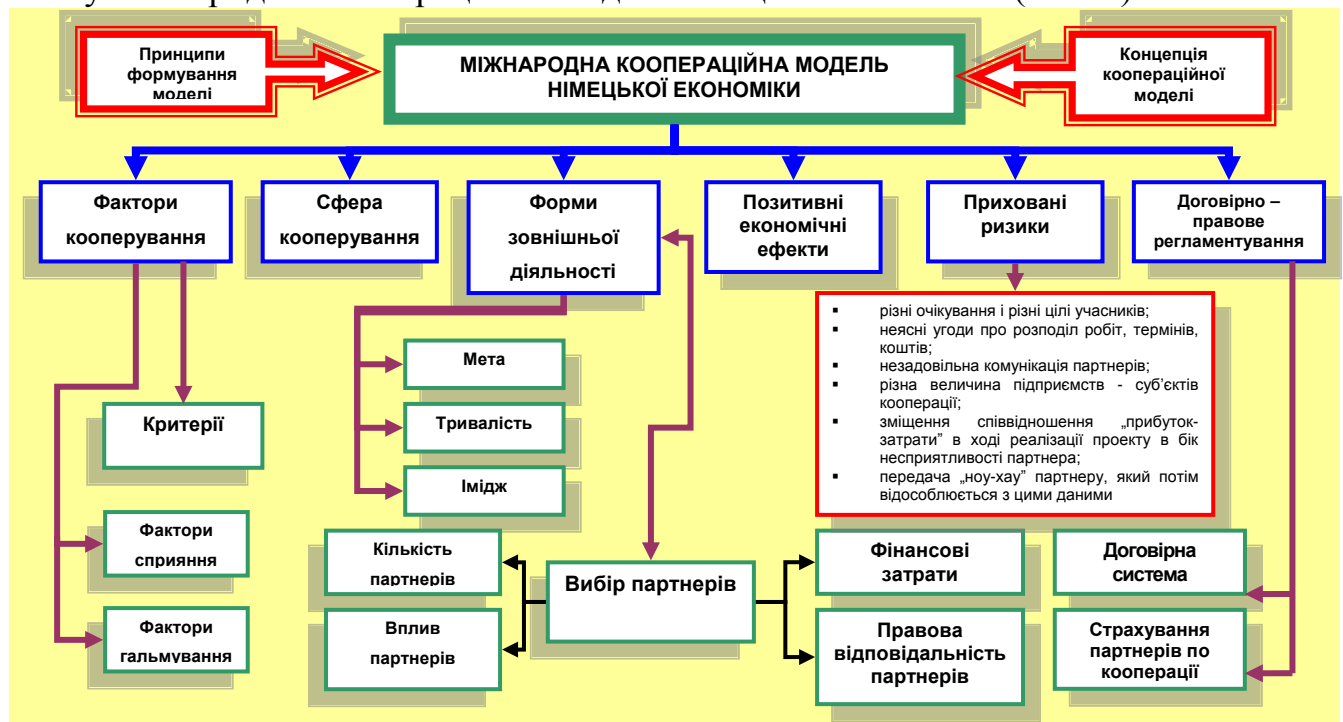 Принципи
формування
моделі
МІЖНАРОДНА КООПЕРАЦІЙНА МОДЕЛЬ
НІМЕЦЬКОЇ ЕКОНОМІКИ
Концепція
коопераційної
моделі
Фактори
кооперування
Сфера
кооперування
Форми
зовнішньої
діяльності
Позитивні
економічні
ефекти
Приховані
ризики
Договірно –
правове
регламентування
▪ різні очікування і різні цілі учасників;
▪ неясні угоди про розподіл робіт, термінів,
коштів;
▪ незадовільна комунікація партнерів;
▪ різна величина підприємств - суб’єктів
кооперації;
▪ зміщення співвідношення „прибуток-
затрати” в ході реалізації проекту в бік
несприятливості партнера;
▪ передача „ноу-хау” партнеру, який потім
відособлюється з цими даними
Мета
Тривалість
Імідж
Критерії
Фактори
сприяння
Фактори
гальмування
Кількість
партнерів
Вплив
партнерів
Вибір партнерів
Фінансові
затрати
Правова
відповідальність
партнерів
Договірна
система
Страхування
партнерів по
кооперації